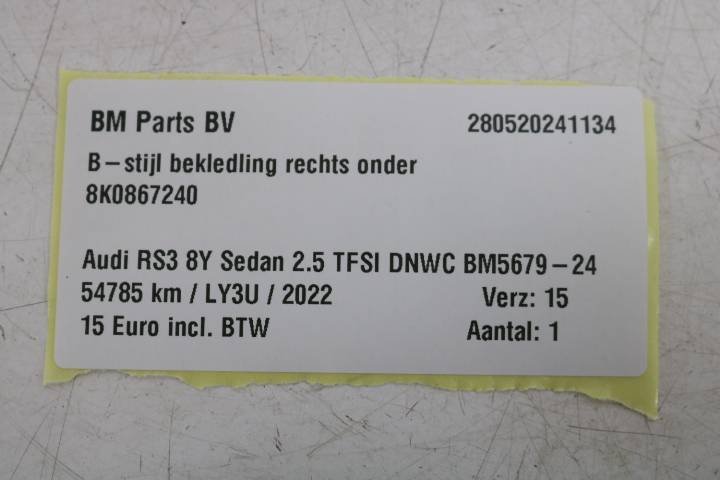 BM Parts BV 280520241134
B-stijl bekledling rechts onder
8K0867240
Audi RS3 8Y Sedan 2.5 TFSI DNWC BM5679-24
54785 km / LY3U / 2022 Verz: 15
15 Euro incl. BTW Aantal: 1